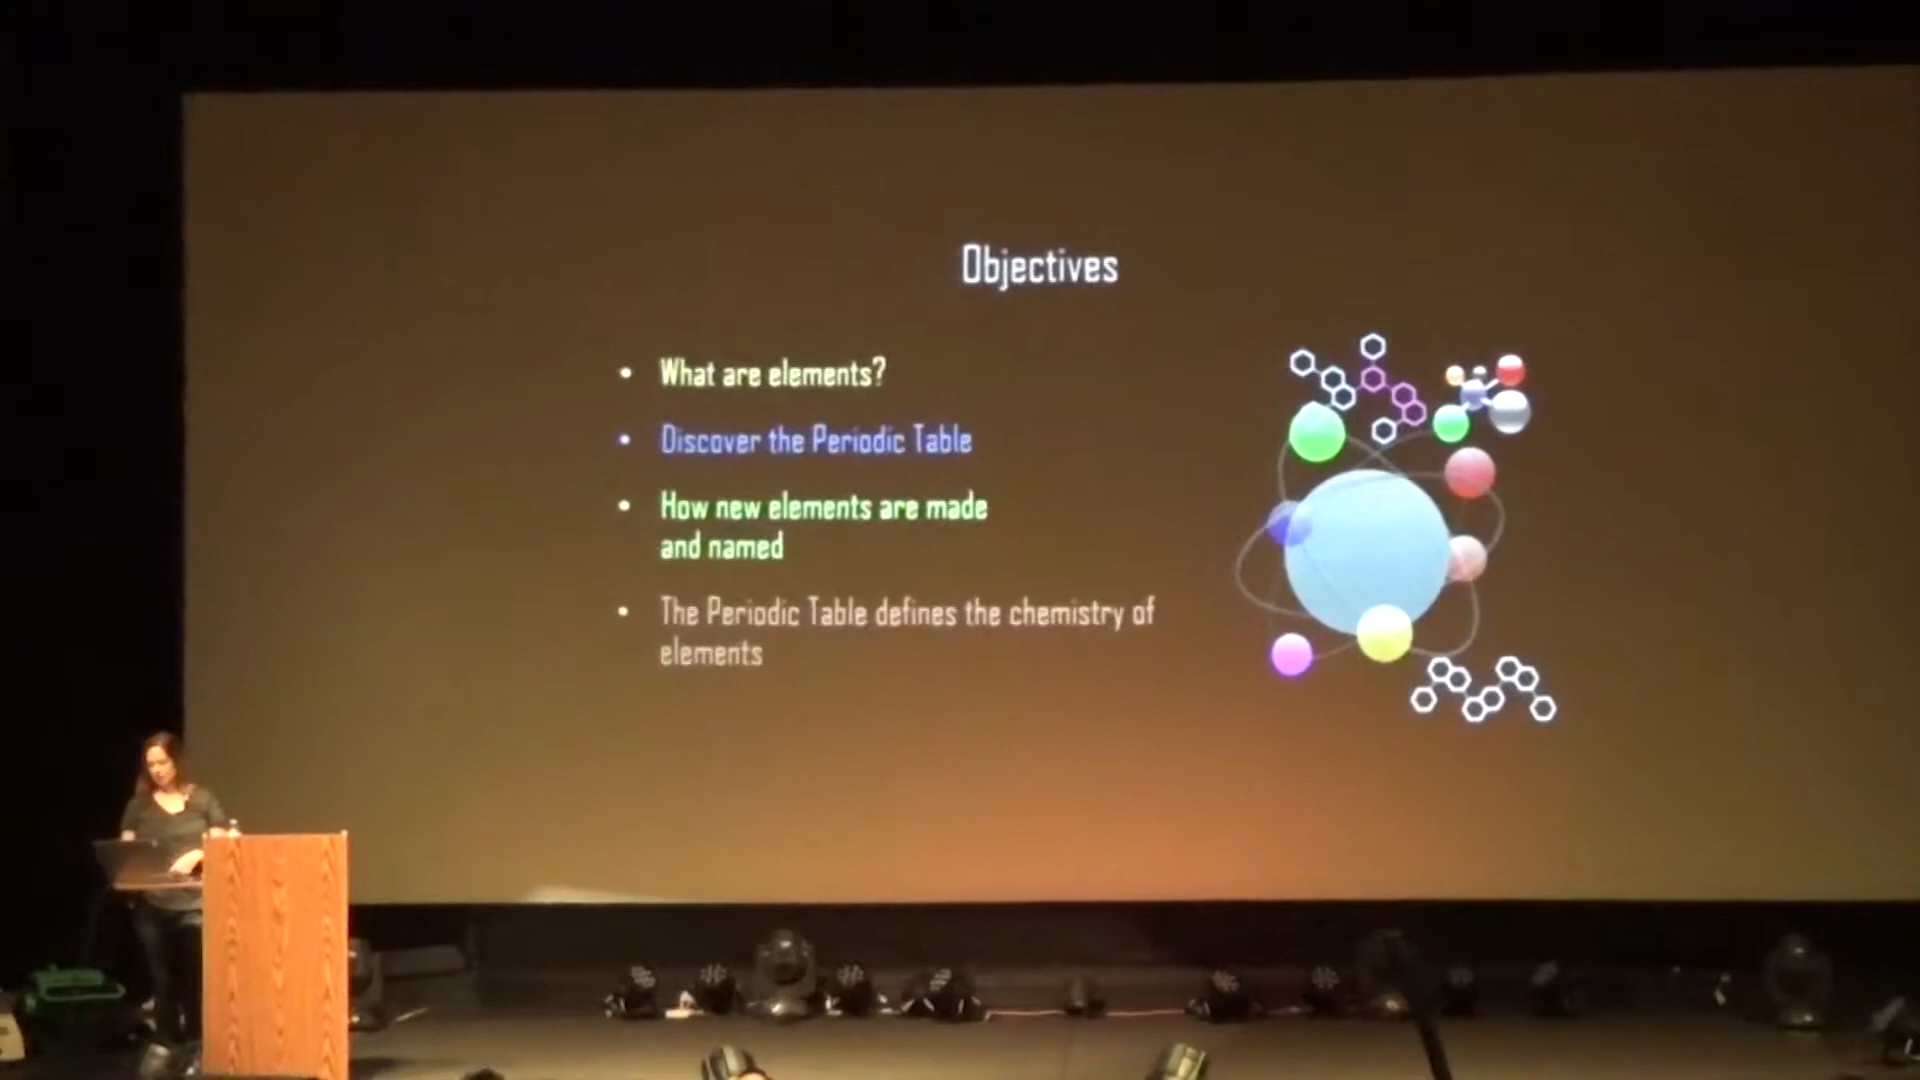 Objectives
• What are elements?
• Discover the Periodic Table
• How new elements are made
and named
• The Periodic Table defines the chemistry of
elements